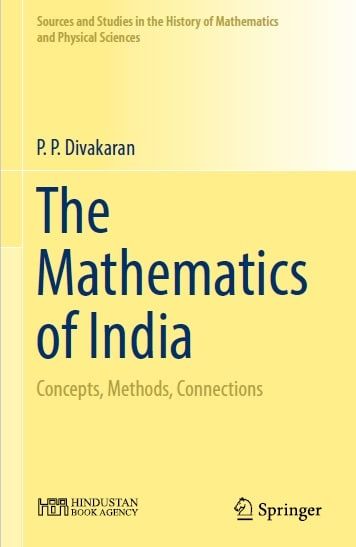 Sources and Studies in the History of Mathematics
and Physical Sciences
P. P. Divakaran
The
Mathematics
of India
Concepts, Methods, Connections
HINDUSTAN
BOOK AGENCY
Springer